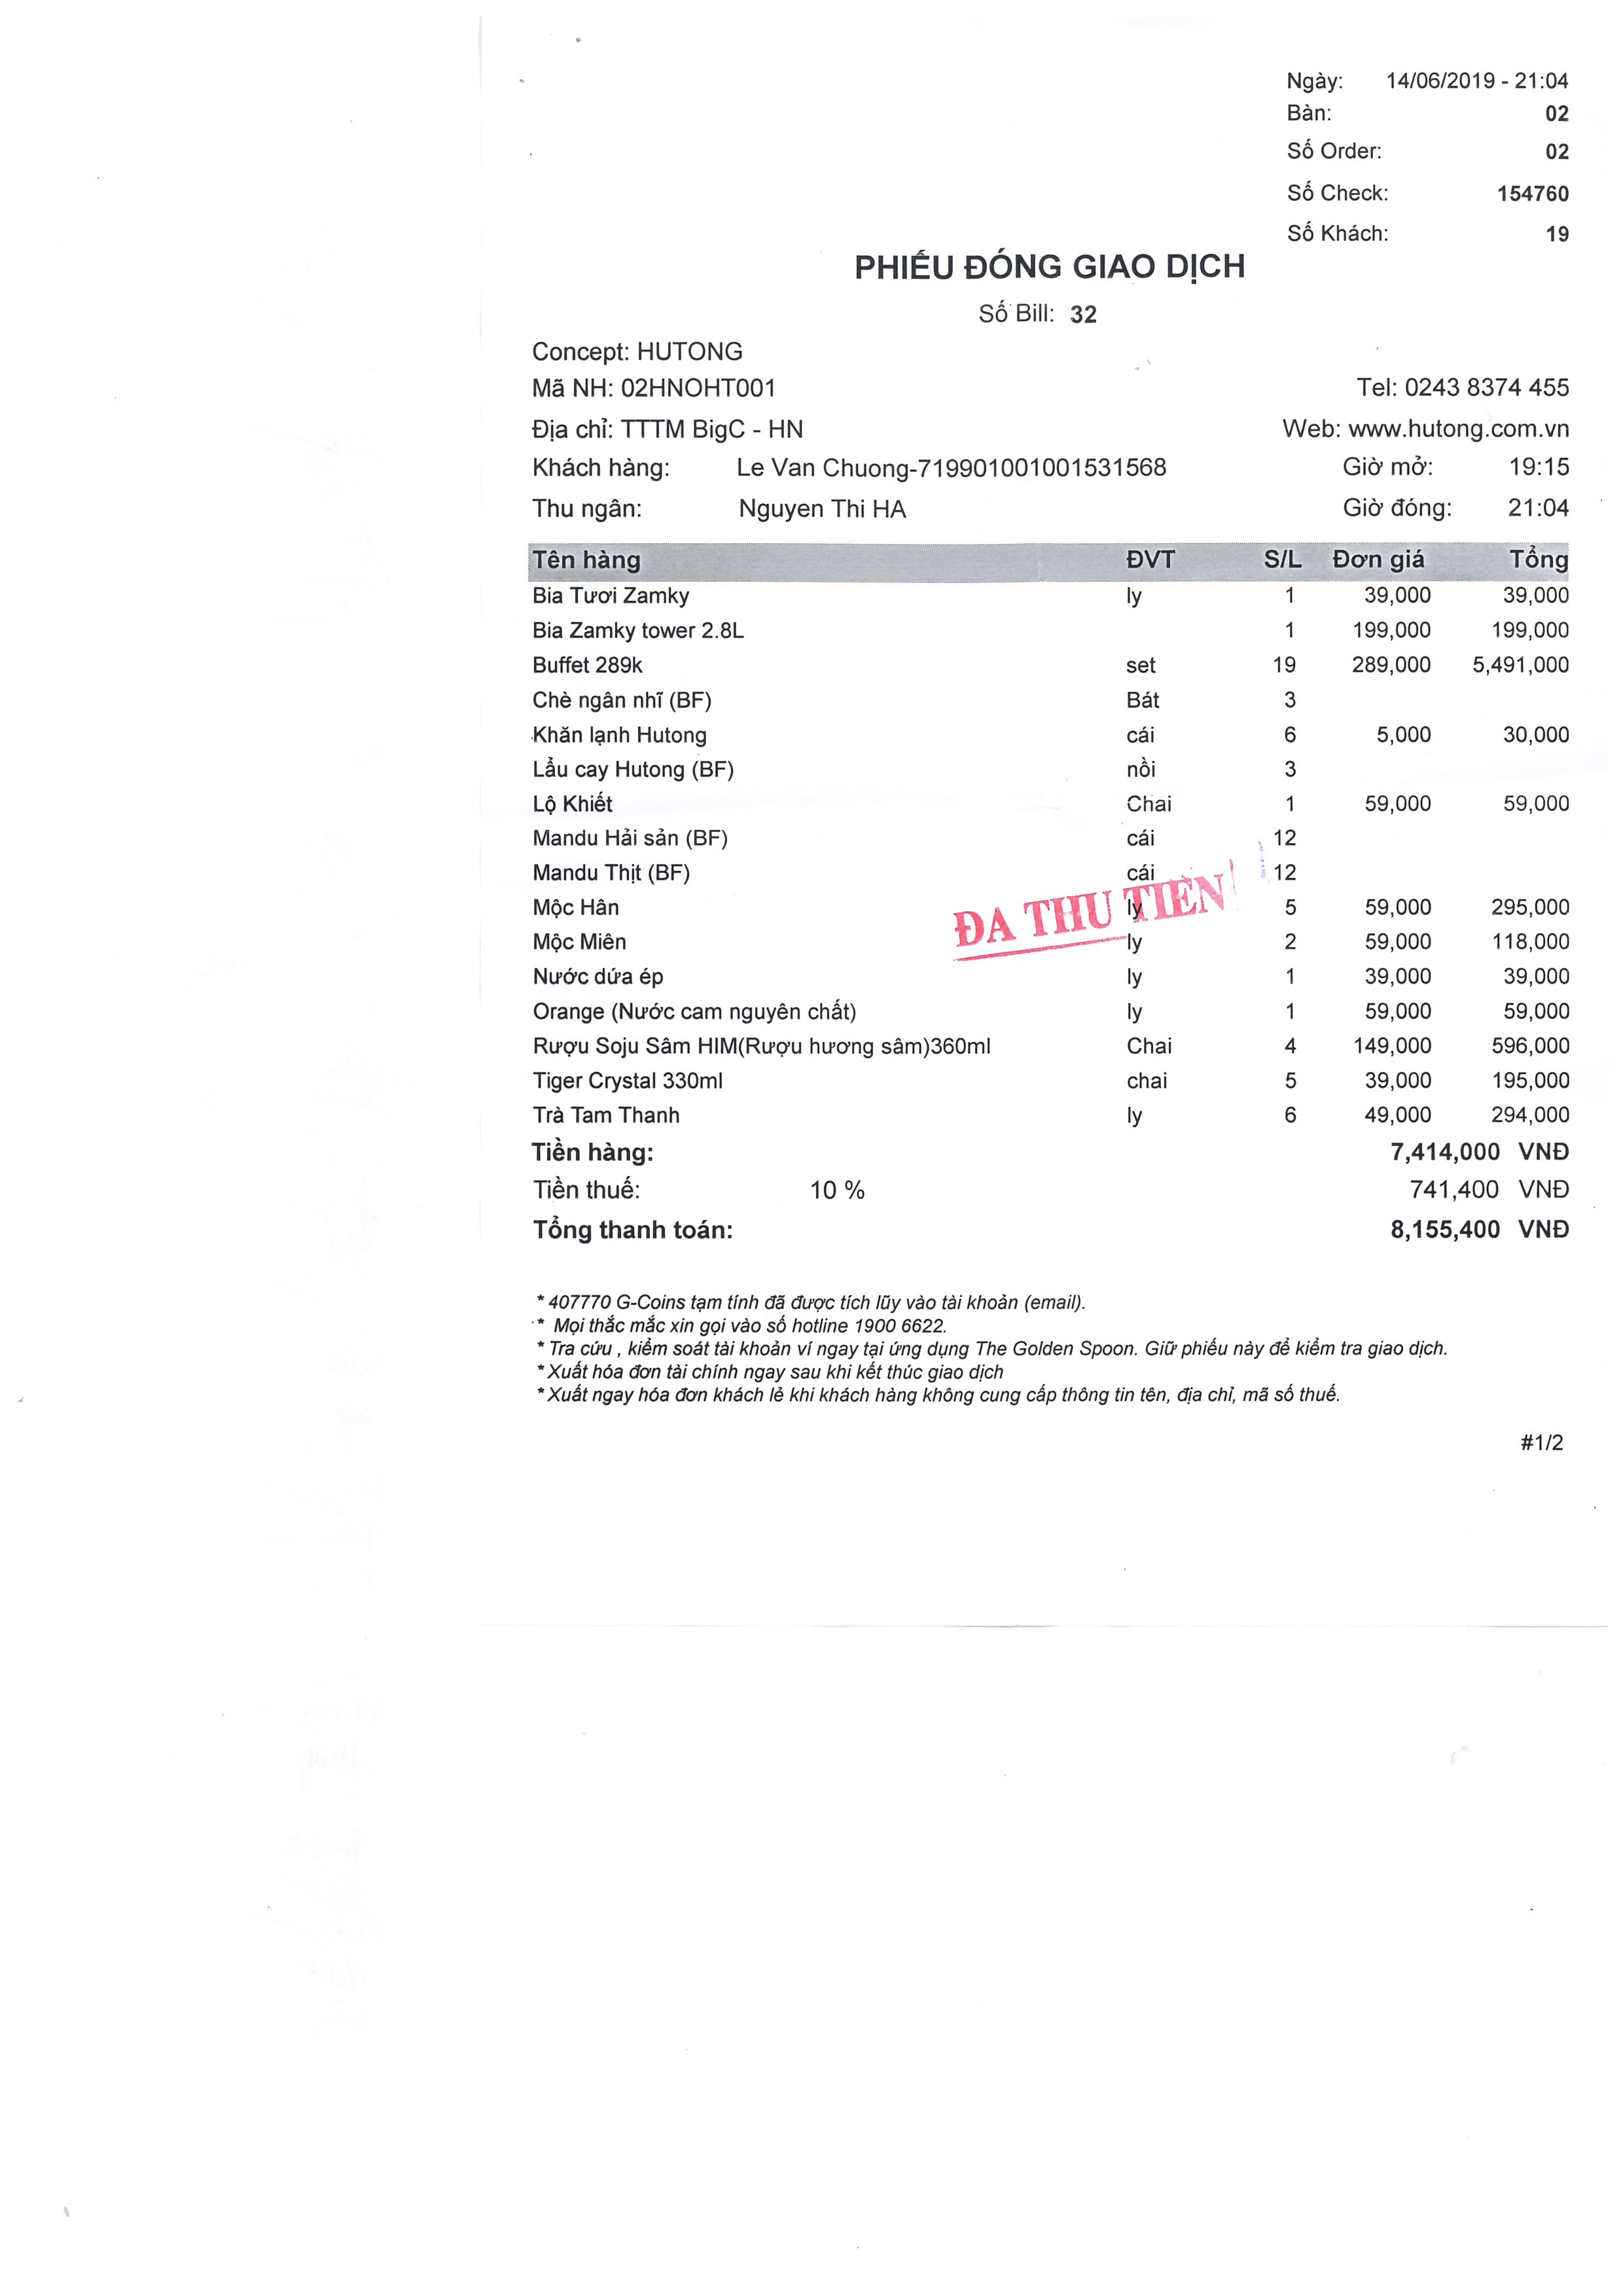 Ngày: 14/06/2019 - 21:04
Bàn: 02
Số Order: 02
Số Check: 154760
Số Khách: 19
PHIẾU ĐÓNG GIAO DỊCH
Số Bill: 32
Concept: HUTONG
Mã NH: 02HNOHT001 Tel: 0243 8374 455
Địa chỉ: TTTM BigC - HN Web: www.hutong.com.vn
Khách hàng: Le Van Chuong-719901001001531568 Giờ mở: 19:15
Thu ngân: Nguyen Thi HA Giờ đóng: 21:04
Tên hàng ĐVT S/L Đơn giá Tổng
Bia Tươi Zamky ly 1 39,000 39,000
Bia Zamky tower 2.8L 1 199,000 199,000
Buffet 289k set 19 289,000 5,491,000
Chè ngân nhĩ (BF) Bát 3
Khăn lạnh Hutong cái 6 5,000 30,000
Lẩu cay Hutong (BF) nồi 3
Lộ Khiết Chai 1 59,000 59,000
Mandu Hải sản (BF) cái 12
Mandu Thịt (BF) cái 12
ĐA THU TIỀN
Mộc Hân ly 5 59,000 295,000
Mộc Miên ly 2 59,000 118,000
Nước dứa ép ly 1 39,000 39,000
Orange (Nước cam nguyên chất) ly 1 59,000 59,000
Rượu Soju Sâm HIM(Rượu hương sâm)360ml Chai 4 149,000 596,000
Tiger Crystal 330ml chai 5 39,000 195,000
Trà Tam Thanh ly 6 49,000 294,000
Tiền hàng: 7,414,000 VNĐ
Tiền thuế: 10 % 741,400 VNĐ
Tổng thanh toán: 8,155,400 VNĐ
* 407770 G-Coins tạm tính đã được tích lũy vào tài khoản (email).
* Mọi thắc mắc xin gọi vào số hotline 1900 6622.
* Tra cứu , kiểm soát tài khoản ví ngay tại ứng dụng The Golden Spoon. Giữ phiếu này để kiểm tra giao dịch.
* Xuất hóa đơn tài chính ngay sau khi kết thúc giao dịch
* Xuất ngay hóa đơn khách lẻ khi khách hàng không cung cấp thông tin tên, địa chỉ, mã số thuế.
#1/2